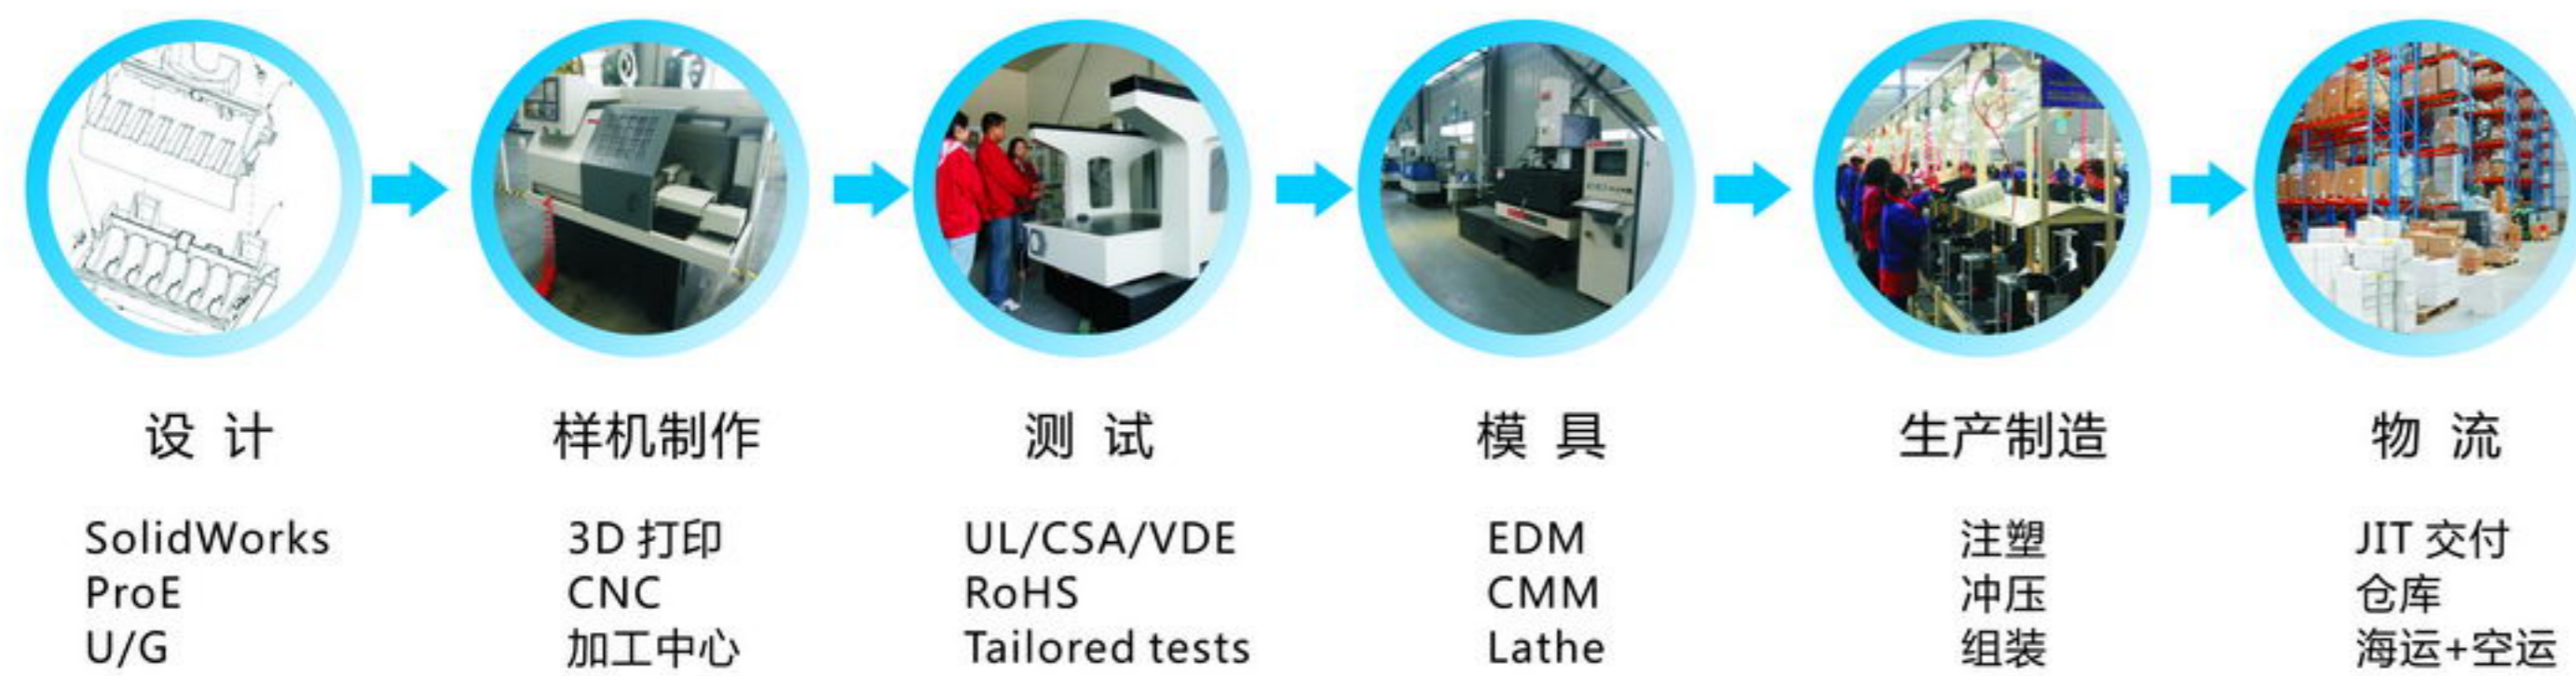 设计
样机制作
测试
模具
生产制造
物流
SolidWorks
ProE
U/G
3D 打印
CNC
加工中心
UL/CSA/VDE
RoHS
Tailored tests
EDM
CMM
Lathe
注塑
冲压
组装
JIT 交付
仓库
海运+空运